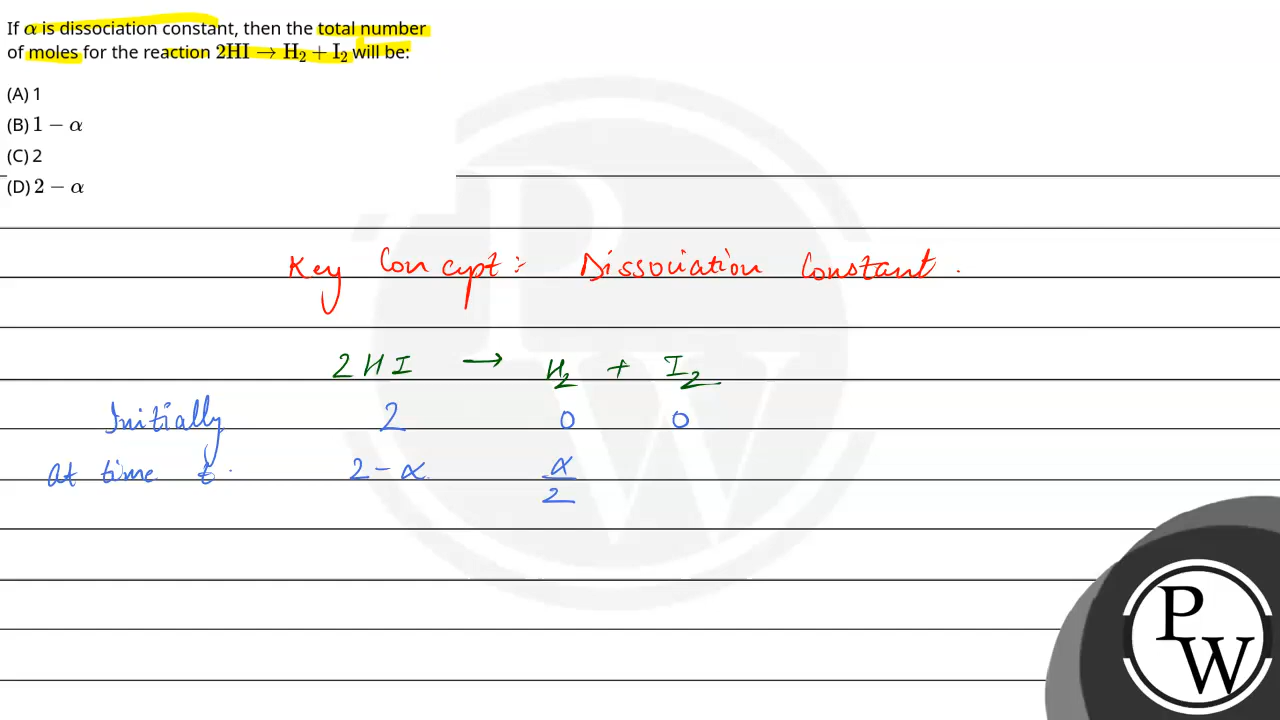 If α is dissociation constant, then the total number
of moles for the reaction 2HI → H₂ + I₂ will be:
(A) 1
(B) 1 − α
(C) 2
(D) 2 − α
Key Concept :- Dissociation Constant.
2HI → H₂ + I₂
Initially 2 0 0
at time t. 2-α α/2
PW